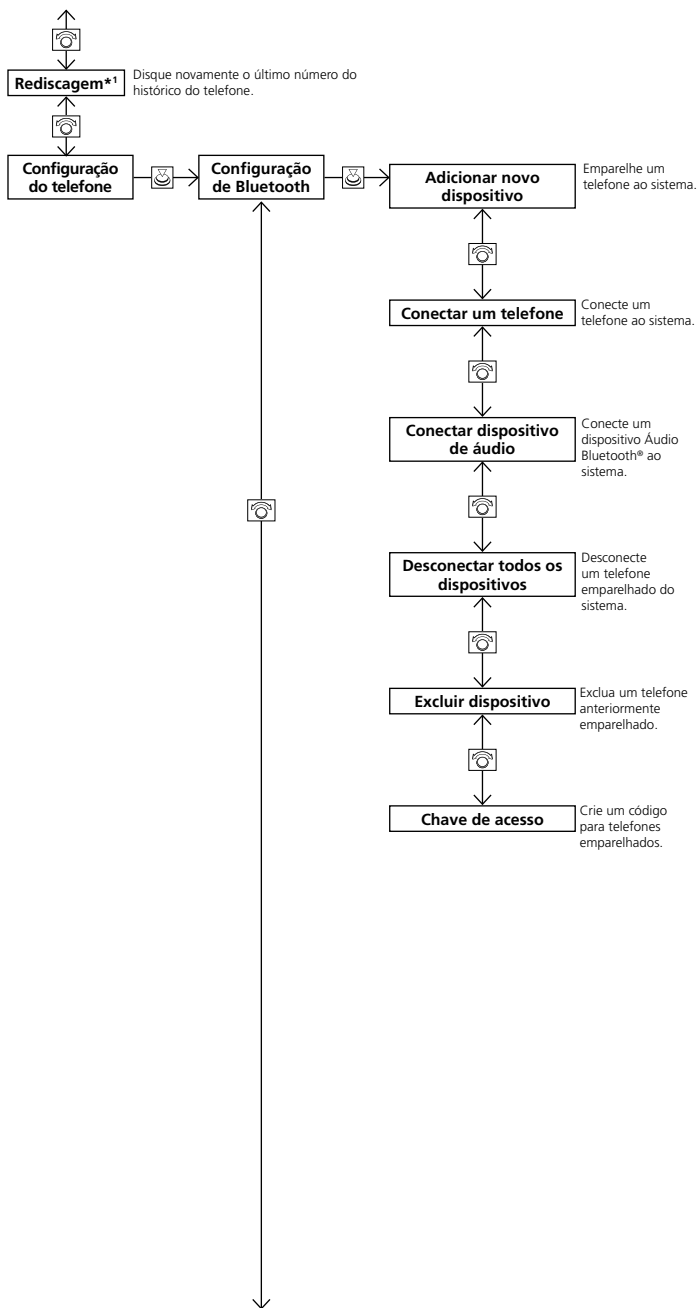 Rediscagem*1
Disque novamente o último número do
histórico do telefone.
Configuração
do telefone
Configuração
de Bluetooth
Adicionar novo
dispositivo
Emparelhe um
telefone ao sistema.
Conectar um telefone
Conecte um
telefone ao sistema.
Conectar dispositivo
de áudio
Conecte um
dispositivo Áudio
Bluetooth® ao
sistema.
Desconectar todos os
dispositivos
Desconecte
um telefone
emparelhado do
sistema.
Excluir dispositivo
Exclua um telefone
anteriormente
emparelhado.
Chave de acesso
Crie um código
para telefones
emparelhados.